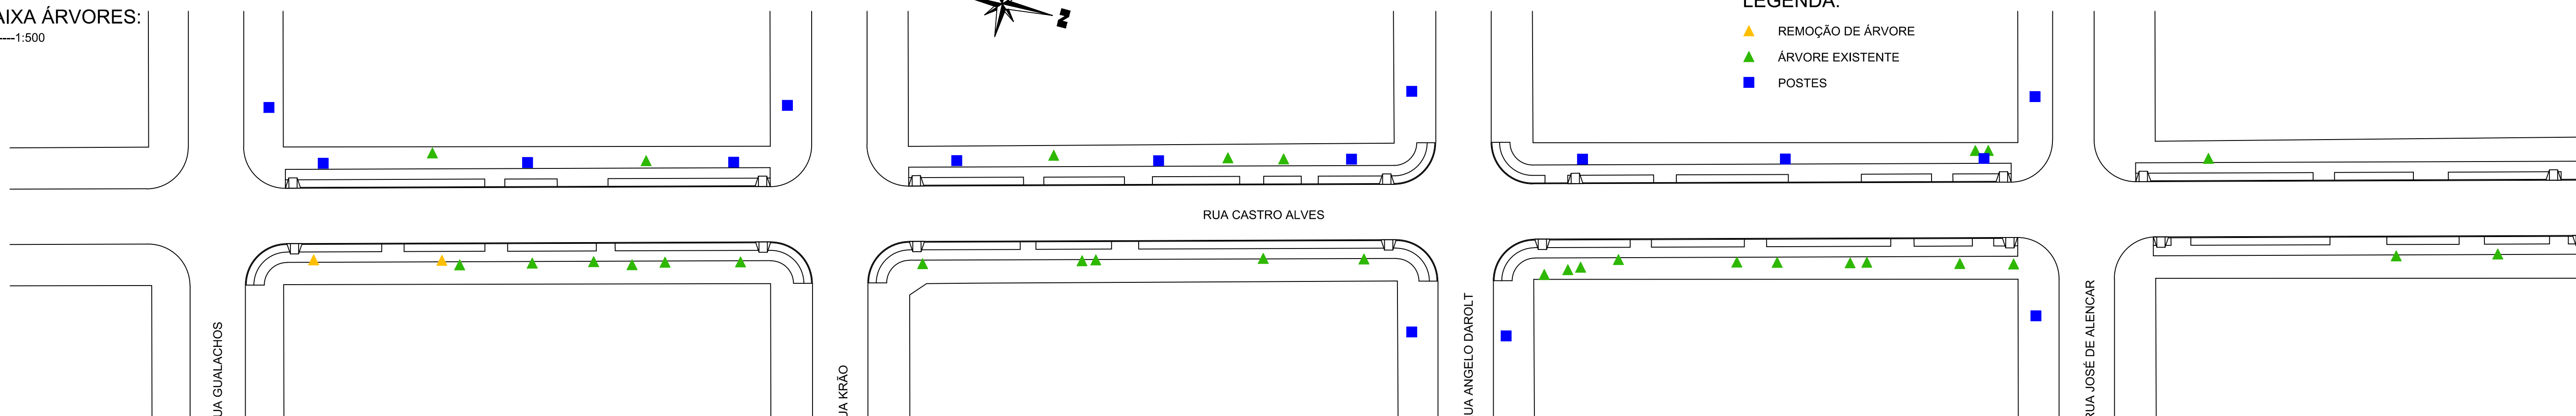 AIXA ÁRVORES:
1:500
N
LEGENDA:
REMOÇÃO DE ÁRVORE
ÁRVORE EXISTENTE
POSTES
RUA CASTRO ALVES
UA GUALACHOS
UA KRÃO
UA ANGELO DAROLT
RUA JOSÉ DE ALENCAR